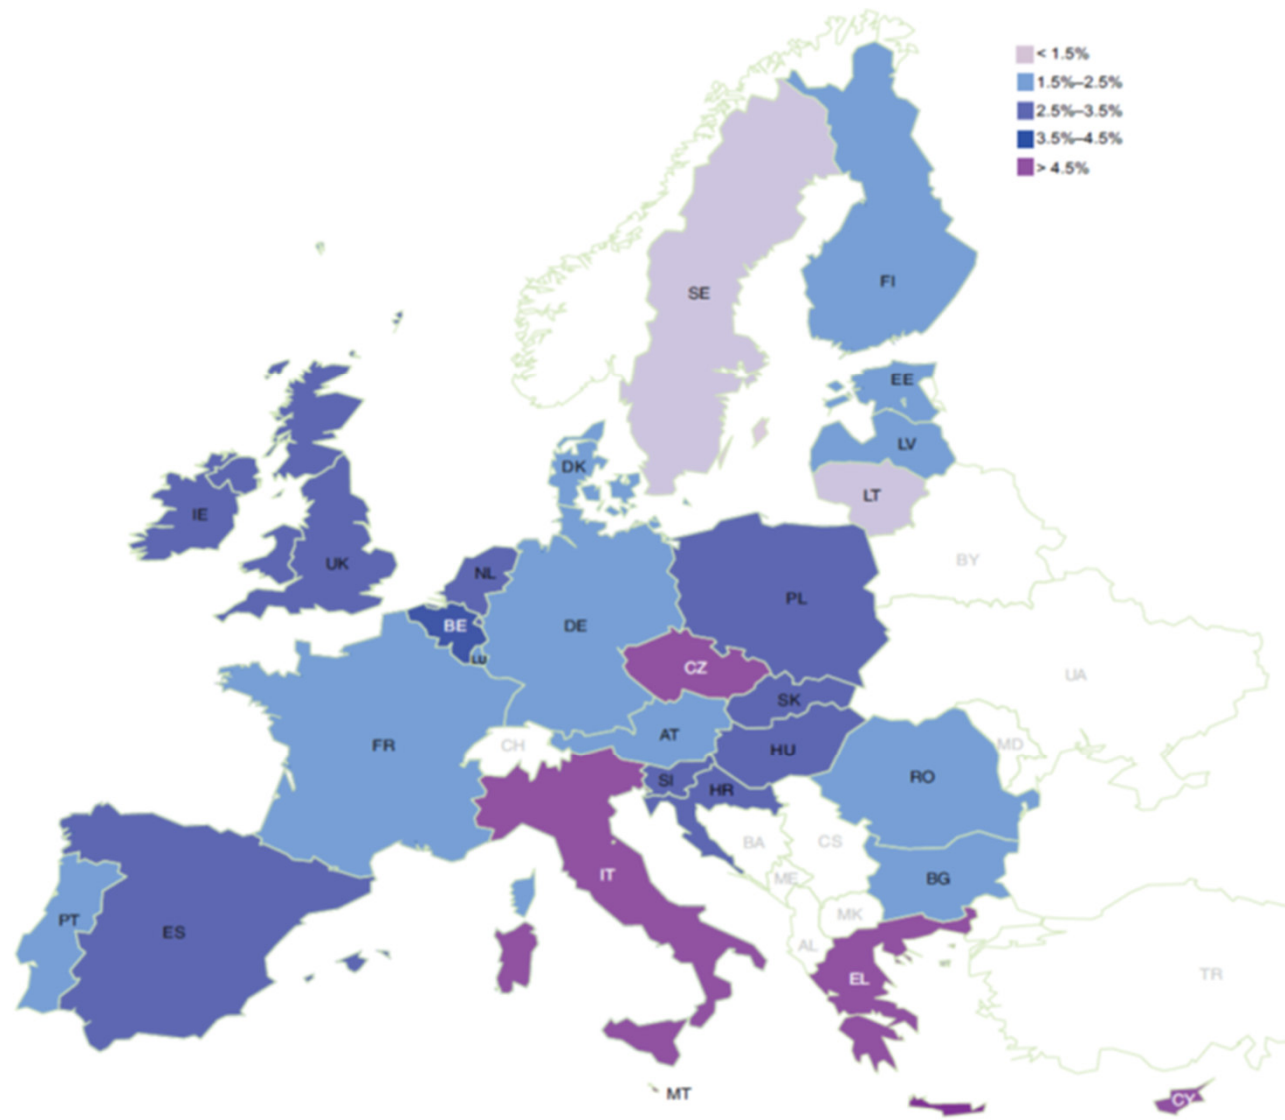 < 1.5%
1.5%–2.5%
2.5%–3.5%
3.5%–4.5%
> 4.5%
SE
FI
EE
LV
DK
LT
IE
UK
BY
NL
PL
BE
DE
LU
CZ
UA
SK
AT
FR
CH
HU
MD
SI
HR
RO
BA
CS
IT
ME
BG
MK
PT
ES
AL
EL
TR
MT
CY